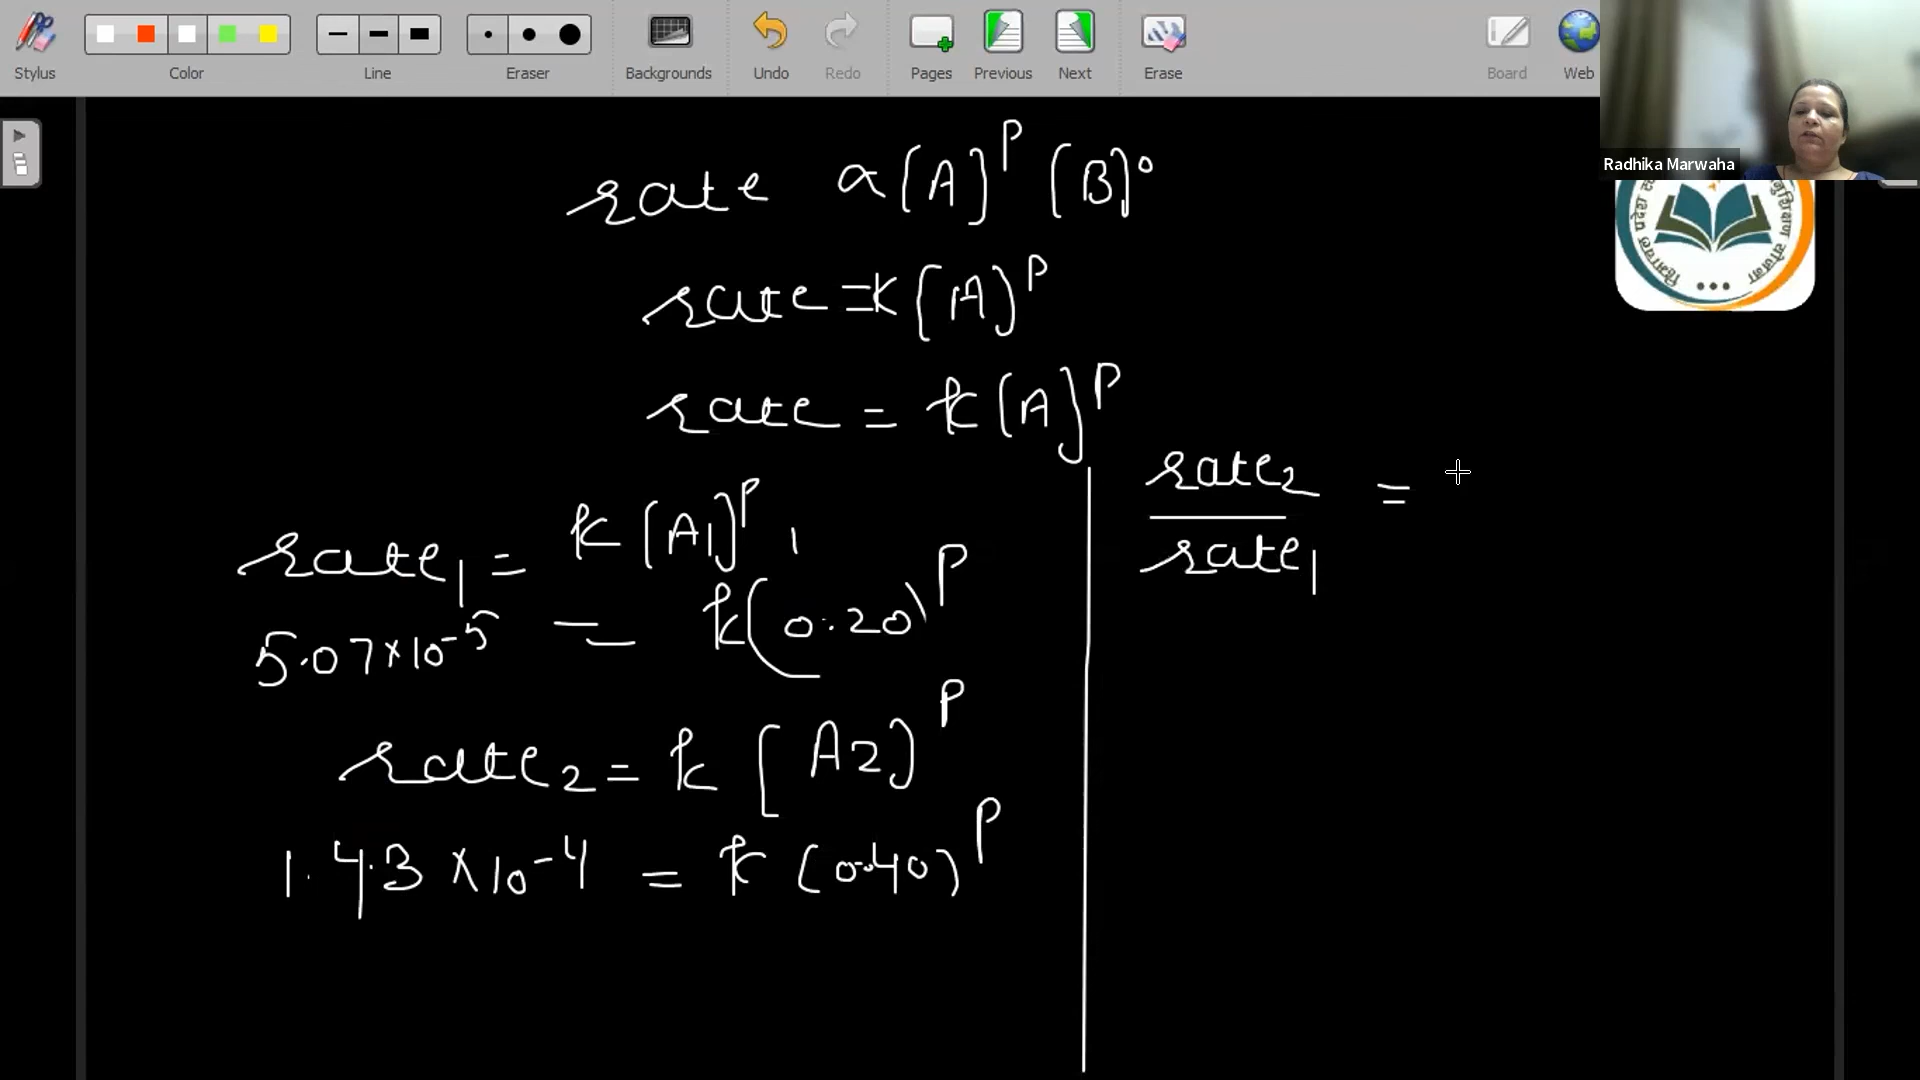 Stylus Color Line Eraser Backgrounds Undo Redo Pages Previous Next Erase Board Web
Radhika Marwaha
rate α [A]^p [B]^0
rate = k[A]^p
rate = k[A]^p
rate₁ = k[A1]^p
5.07×10^-5 = k(0.20)^p
rate₂ = k[A2]^p
1.43 ×10^-4 = k(0.40)^p
rate₂ =
rate₁